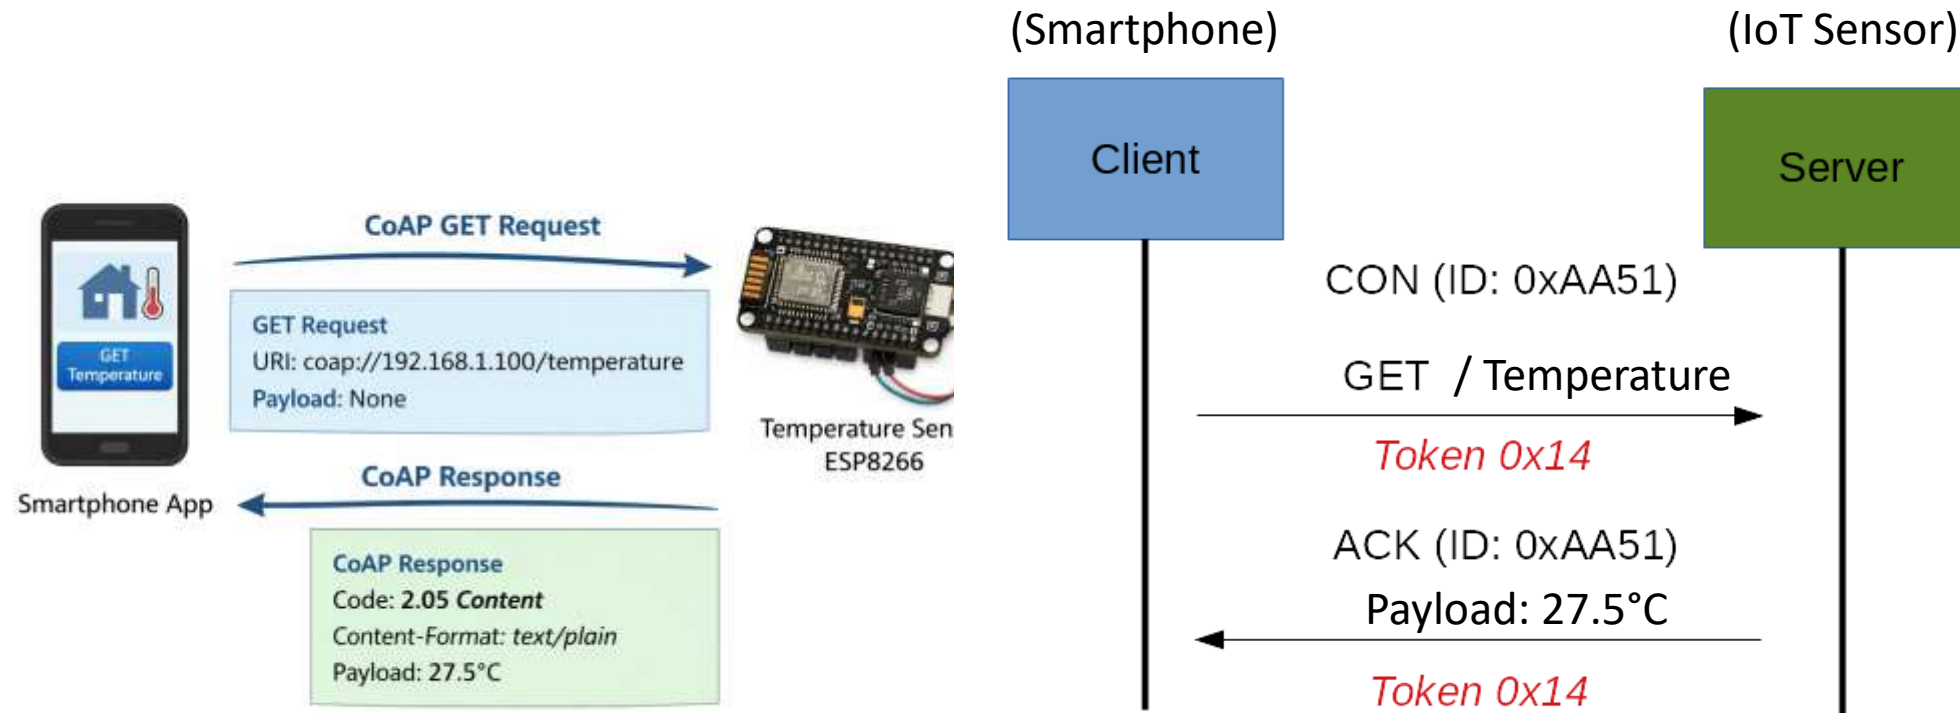 GET
Temperature
Smartphone App
CoAP GET Request
GET Request
URI: coap://192.168.1.100/temperature
Payload: None
Temperature Sen
ESP8266
CoAP Response
CoAP Response
Code: 2.05 Content
Content-Format: text/plain
Payload: 27.5°C
(Smartphone)
(IoT Sensor)
Client
Server
CON (ID: 0xAA51)
GET / Temperature
Token 0x14
ACK (ID: 0xAA51)
Payload: 27.5°C
Token 0x14